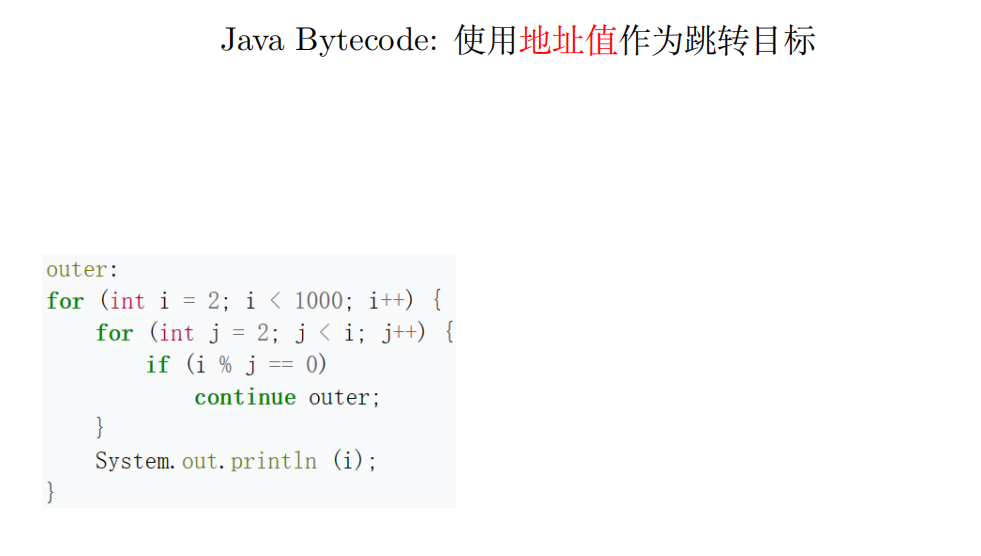 Java Bytecode: 使用地址值作为跳转目标
outer:
for (int i = 2; i < 1000; i++) {
    for (int j = 2; j < i; j++) {
        if (i % j == 0)
            continue outer;
    }
    System.out.println (i);
}